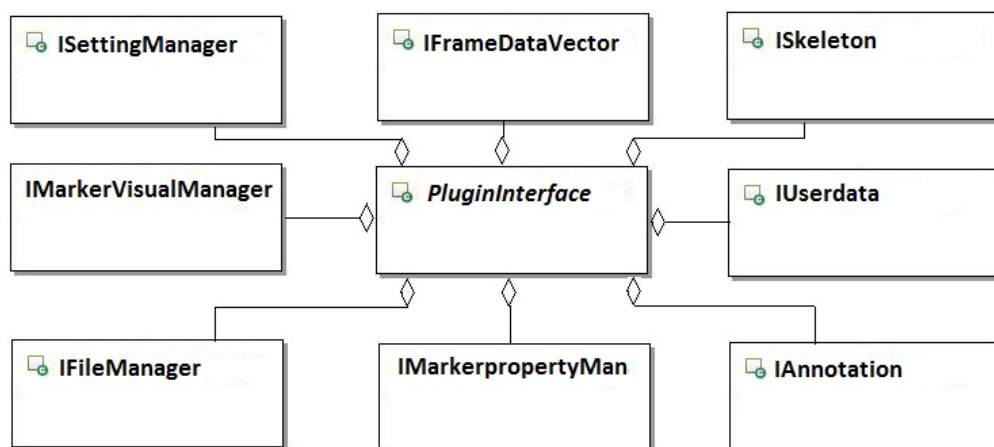 ISettingManager
IFrameDataVector
ISkeleton
IMarkerVisualManager
PluginInterface
IUserdata
IFileManager
IMarkerpropertyMan
IAnnotation